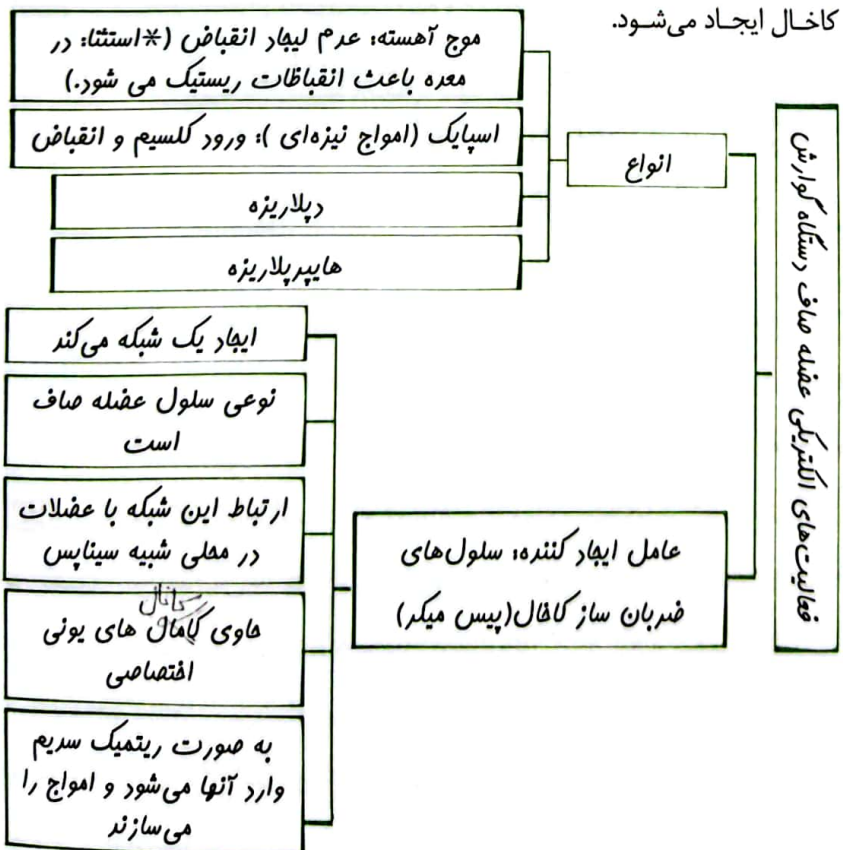 کاخال ایجاد می‌شود.
فعالیت‌های الکتریکی عضله صاف دستگاه گوارش
انواع
موج آهسته: عدم ایجاد انقباض (*استثنا: در
معده باعث انقباظات ریستیک می شود.)
اسپایک (امواج نیزه‌ای ): ورود کلسیم و انقباض
دپلاریزه
هایپرپلاریزه
عامل ایجاد کننده: سلول‌های
ضربان ساز کاخال(پیس میکر)
ایجاد یک شبکه می‌کند
نوعی سلول عضله صاف
است
ارتباط این شبکه با عضلات
در محلی شبیه سیناپس
کانال
حاوی کامال های یونی
اختصاصی
به صورت ریتمیک سدیم
وارد آنها می‌شود و امواج را
می‌سازند